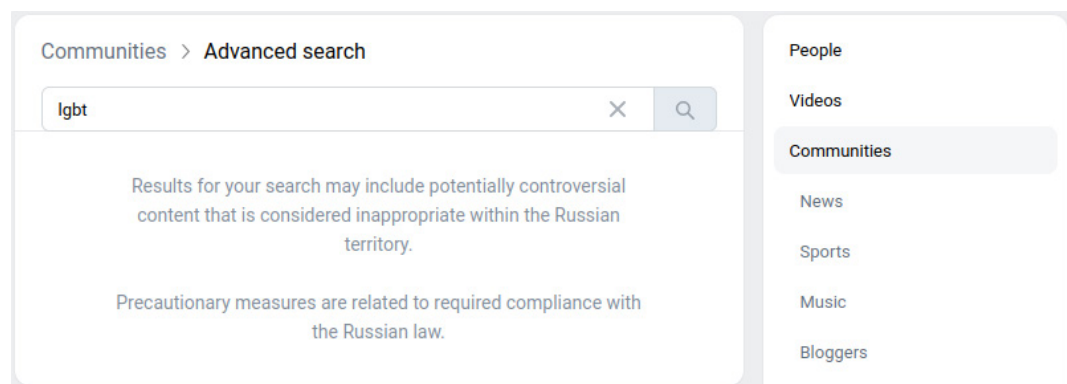 Communities > Advanced search
lgbt
Results for your search may include potentially controversial
content that is considered inappropriate within the Russian
territory.
Precautionary measures are related to required compliance with
the Russian law.
People
Videos
Communities
News
Sports
Music
Bloggers